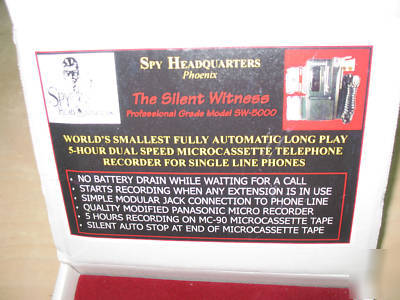 SPY HEADQUARTERS
Phoenix
The Silent Witness
Professional Grade Model SW-5000
WORLD'S SMALLEST FULLY AUTOMATIC LONG PLAY
5-HOUR DUAL SPEED MICROCASSETTE TELEPHONE
RECORDER FOR SINGLE LINE PHONES
• NO BATTERY DRAIN WHILE WAITING FOR A CALL
• STARTS RECORDING WHEN ANY EXTENSION IS IN USE
• SIMPLE MODULAR JACK CONNECTION TO PHONE LINE
• QUALITY MODIFIED PANASONIC MICRO RECORDER
• 5 HOURS RECORDING ON MC-90 MICROCASSETTE TAPE
• SILENT AUTO STOP AT END OF MICROCASSETTE TAPE